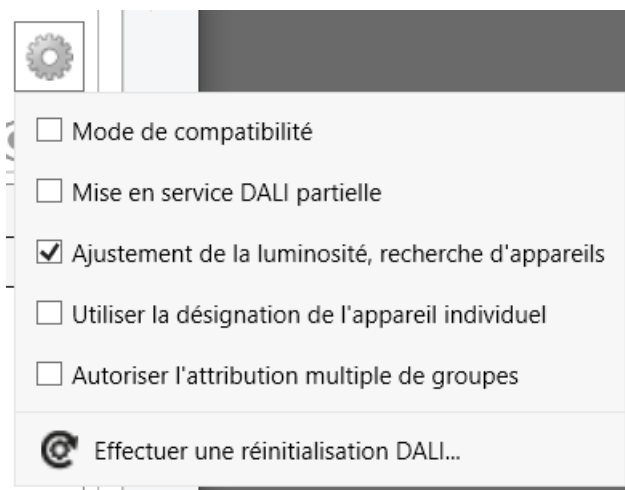 Mode de compatibilité
Mise en service DALI partielle
Ajustement de la luminosité, recherche d'appareils
Utiliser la désignation de l'appareil individuel
Autoriser l'attribution multiple de groupes
Effectuer une réinitialisation DALI...